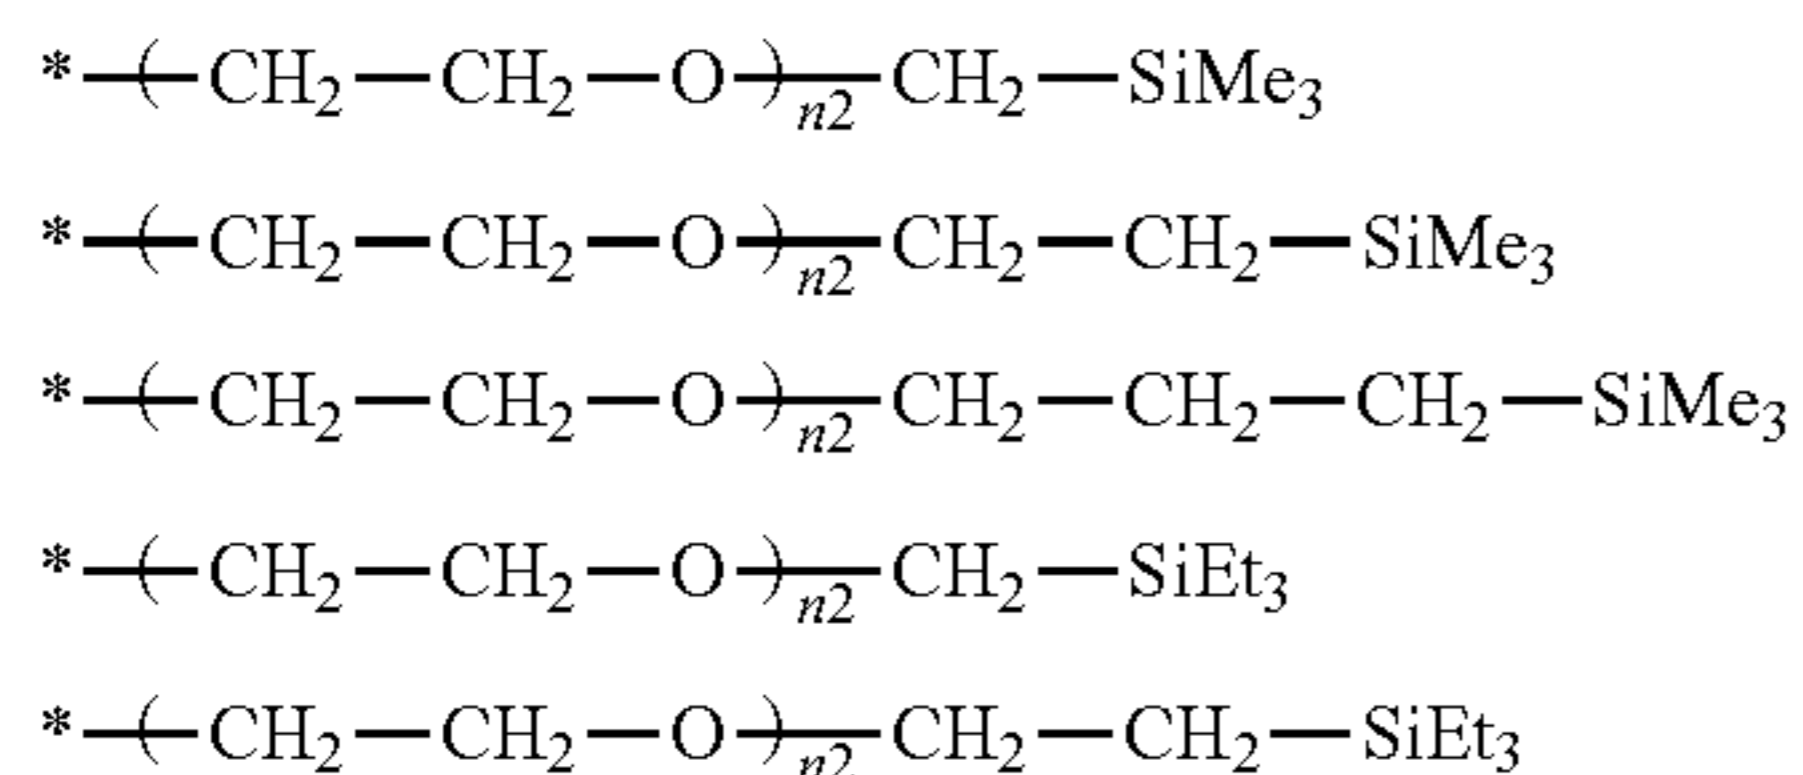 *—(CH₂—CH₂—O)n2—CH₂—SiMe₃
*—(CH₂—CH₂—O)n2—CH₂—CH₂—SiMe₃
*—(CH₂—CH₂—O)n2—CH₂—CH₂—CH₂—SiMe₃
*—(CH₂—CH₂—O)n2—CH₂—SiEt₃
*—(CH₂—CH₂—O)n2—CH₂—CH₂—SiEt₃